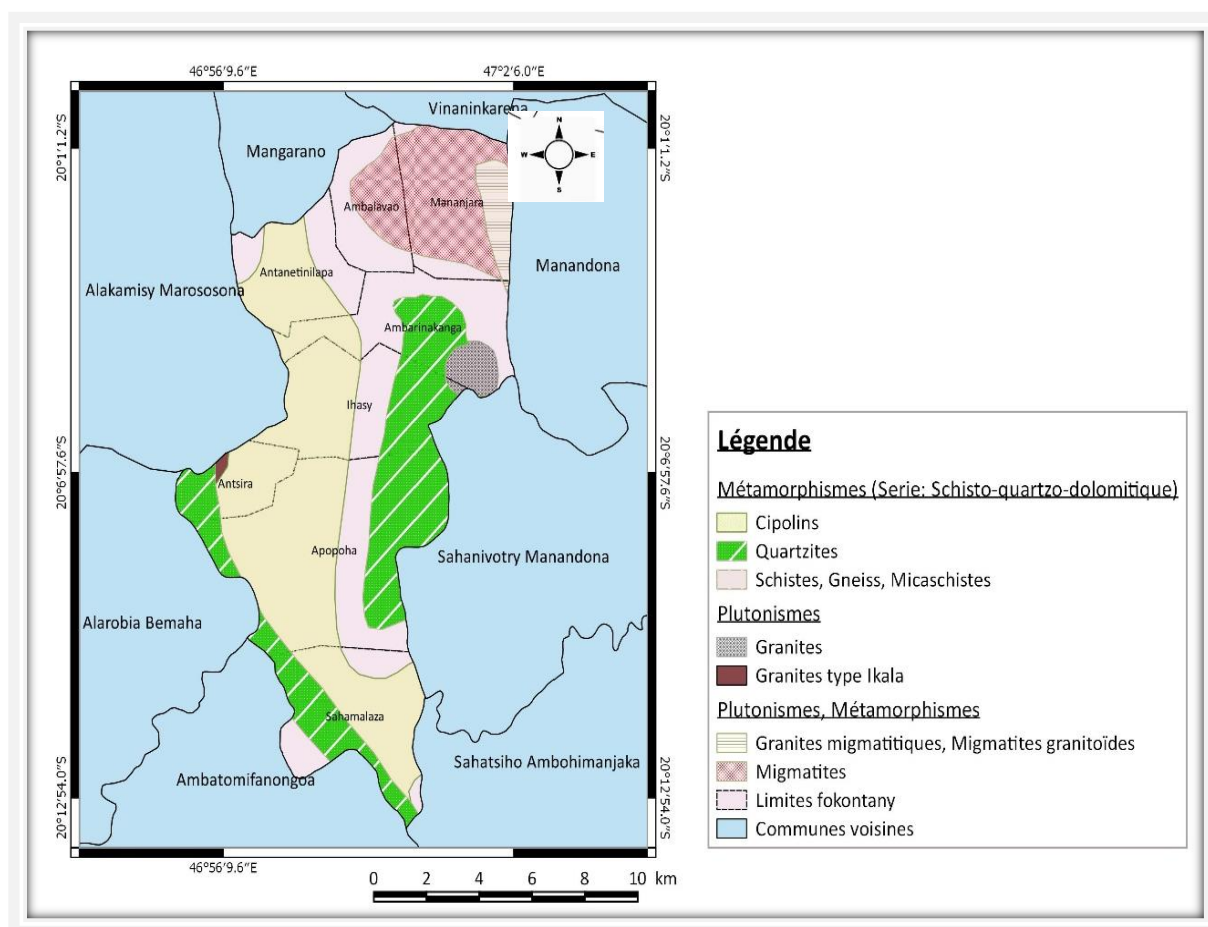 46°56'9.6"E
47°2'6.0"E
20°1'1.2"S
20°1'1.2"S
Vinaninkarena
N
W
E
S
Mangarano
Ambalavao
Mananjara
Antanetinilapa
Manandona
Alakamisy Marososona
Ambarinakanga
Ihasy
20°6'57.6"S
20°6'57.6"S
Antsira
Apopoha
Sahanivotry Manandona
Alarobia Bemaha
Sahamalaza
Ambatomifanongoa
Sahatsiho Ambohimanjaka
20°12'54.0"S
20°12'54.0"S
46°56'9.6"E
0 2 4 6 8 10 km
Légende
Métamorphismes (Serie: Schisto-quartzo-dolomitique)
Cipolins
Quartzites
Schistes, Gneiss, Micaschistes
Plutonismes
Granites
Granites type Ikala
Plutonismes, Métamorphismes
Granites migmatitiques, Migmatites granitoïdes
Migmatites
Limites fokontany
Communes voisines